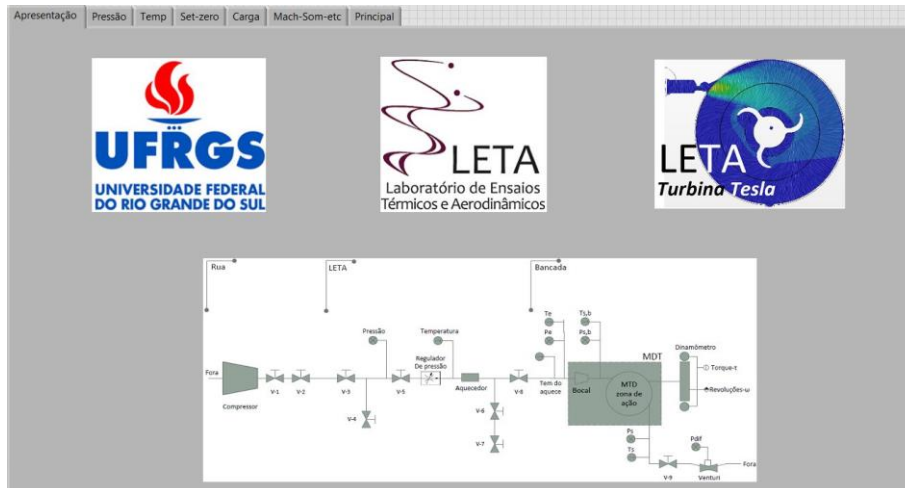 Apresentação Pressão Temp Set-zero Carga Mach-Som-etc Principal
UFRGS
UNIVERSIDADE FEDERAL
DO RIO GRANDE DO SUL
LETA
Laboratório de Ensaios
Térmicos e Aerodinâmicos
LETA
Turbina Tesla
Rua
LETA
Bancada
Te
Ts,b
Pressão
Temperatura
Pe
Ps,b
Dinamômetro
MDT
Regulador
De pressão
Torque-τ
Fora
Aquecedor
Tem do
aquece
Bocal
MTD
zona de
ação
Revoluções-ω
Compressor
V-1
V-2
V-3
V-5
V-8
V-4
V-6
V-7
Ps
Ts
Pdif
V-9
Venturi
Fora